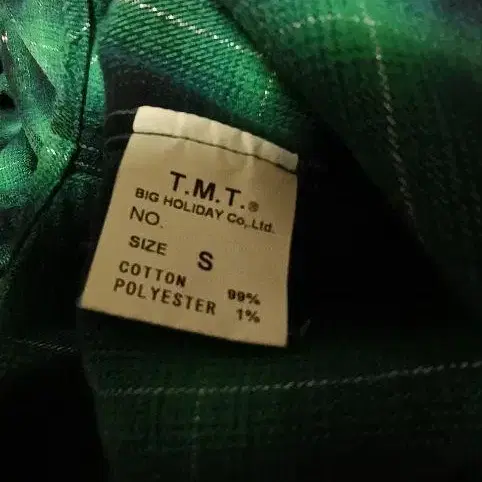 T.M.T.®
BIG HOLIDAY Co,.Ltd.
NO.
SIZE S
COTTON 99%
POLYESTER 1%